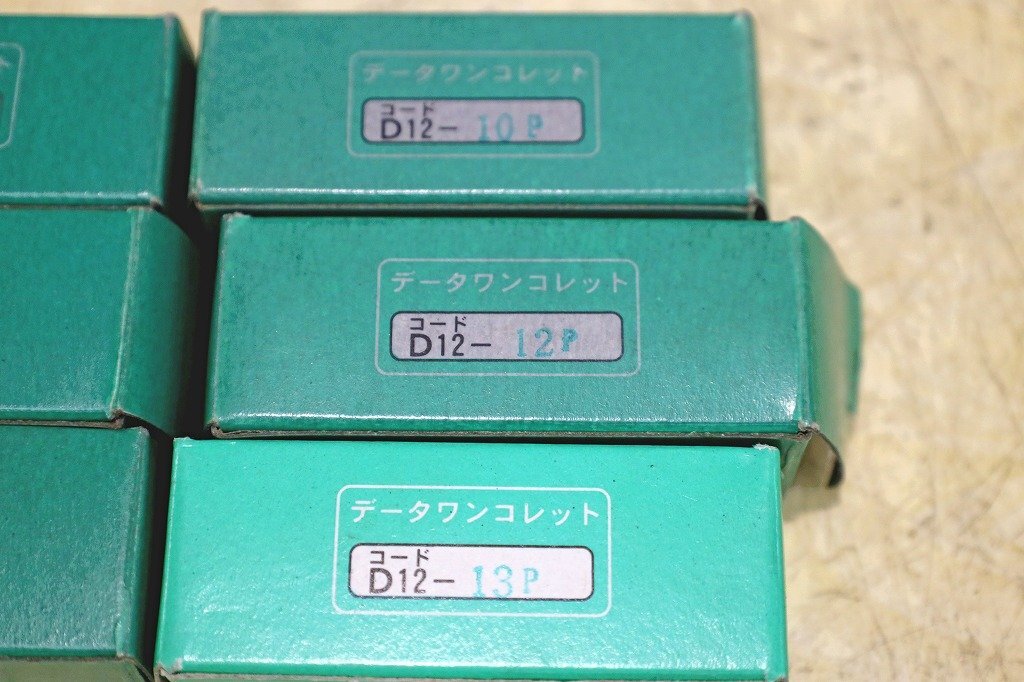 データワンコレット
コード
D12- 10P
データワンコレット
コード
D12- 12P
データワンコレット
コード
D12- 13P